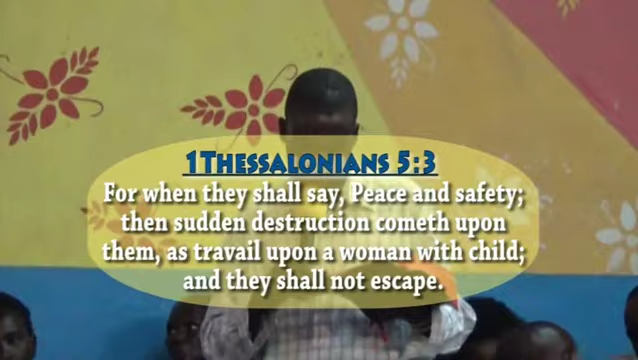 1Thessalonians 5:3
For when they shall say, Peace and safety;
then sudden destruction cometh upon
them, as travail upon a woman with child;
and they shall not escape.